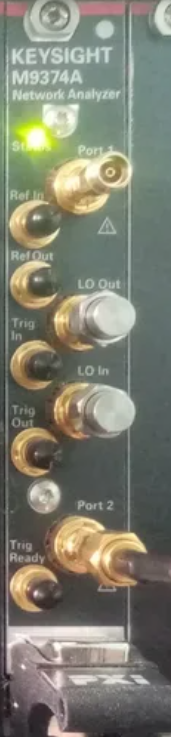 KEYSIGHT
M9374A
Network Analyzer
Status
Port 1
Ref In
Ref Out
LO Out
Trig
In
LO In
Trig
Out
Port 2
Trig
Ready
PXI